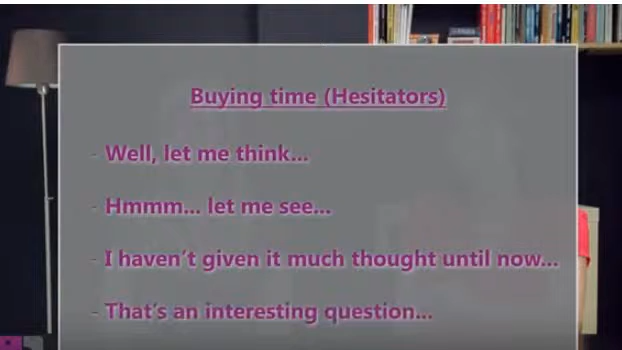 Buying time (Hesitators)
- Well, let me think...
- Hmmm... let me see...
- I haven't given it much thought until now...
- That's an interesting question...